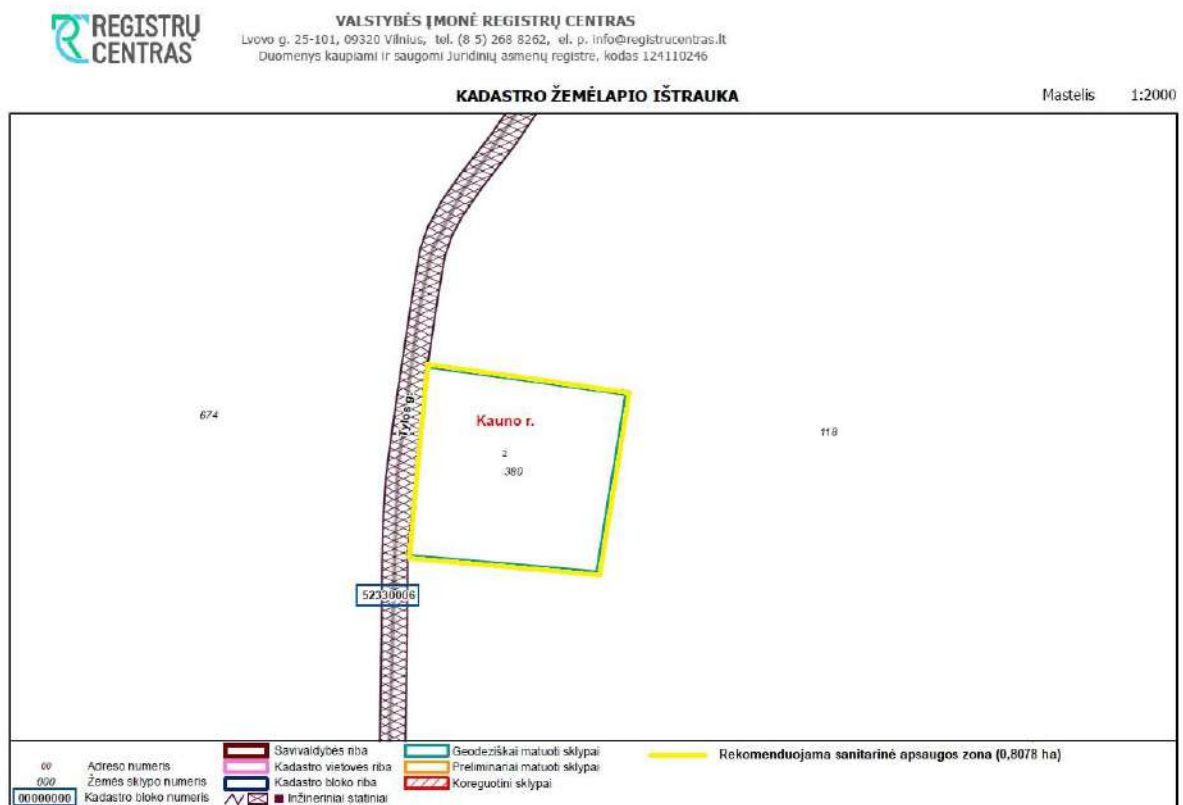 REGISTRŲ
CENTRAS
VALSTYBĖS ĮMONĖ REGISTRŲ CENTRAS
Lvovo g. 25-101, 09320 Vilnius, tel. (8 5) 268 8262, el. p. info@registrucentras.lt
Duomenys kaupiami ir saugomi Juridinių asmenų registre, kodas 124110246
KADASTRO ŽEMĖLAPIO IŠTRAUKA
Mastelis 1:2000
Tylos g.
674
Kauno r.
2
380
118
52330006
00 Adreso numeris
000 Žemės sklypo numeris
00000000 Kadastro bloko numeris
Savivaldybės riba
Kadastro vietovės riba
Kadastro bloko riba
Inžineriniai statiniai
Geodeziškai matuoti sklypai
Preliminariai matuoti sklypai
Koreguotini sklypai
Rekomenduojama sanitarinė apsaugos zona (0,8078 ha)